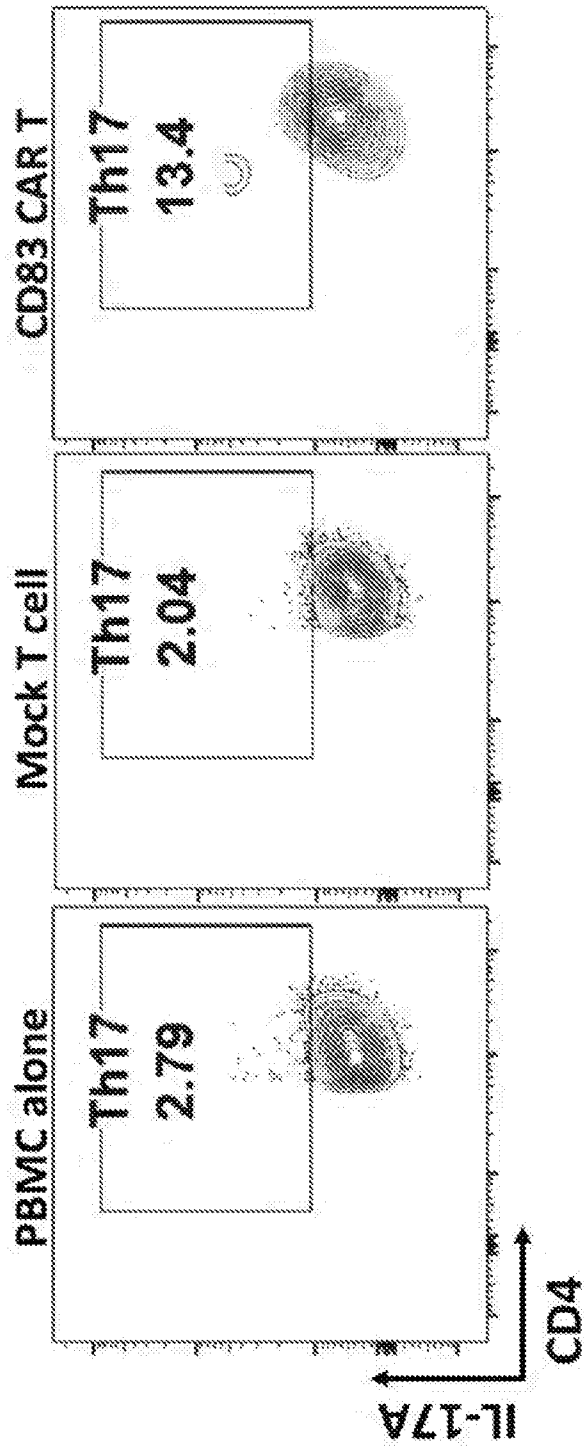 PBMC alone
Th17
2.79
Mock T cell
Th17
2.04
CD83 CAR T
Th17
13.4
IL-17A
CD4